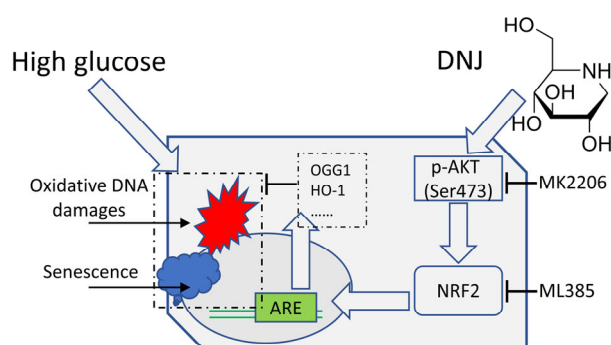 High glucose
DNJ
HO
NH
OH
HO
OH
Oxidative DNA
damages
Senescence
OGG1
HO-1
......
p-AKT
(Ser473)
MK2206
NRF2
ML385
ARE